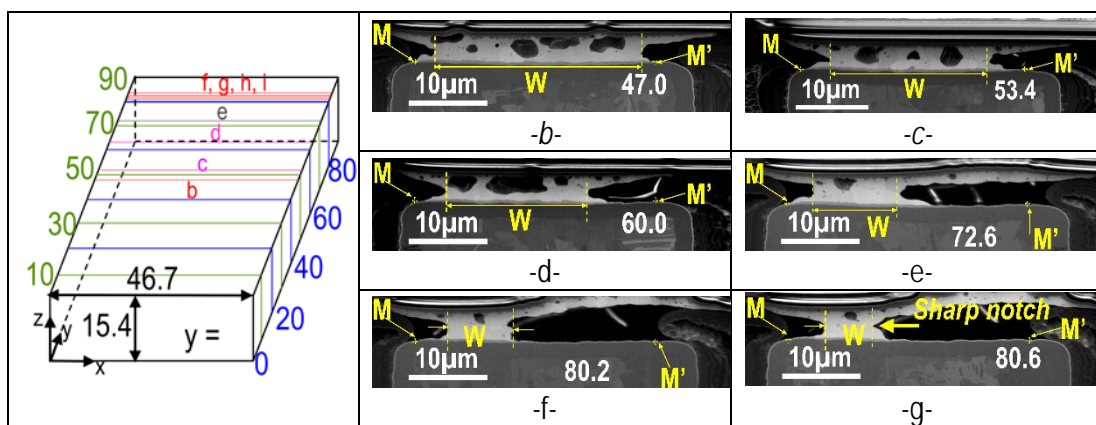 90
f, g, h, i
e
70
d
80
50
c
b
60
30
40
10
46.7
20
z
y
15.4
y =
0
x
M
M'
10µm
W
47.0
-b-
M
M'
10µm
W
53.4
-c-
M
M'
10µm
W
60.0
-d-
M
10µm
W
72.6
M'
-e-
M
W
10µm
80.2
M'
-f-
M
Sharp notch
W
M'
10µm
80.6
-g-